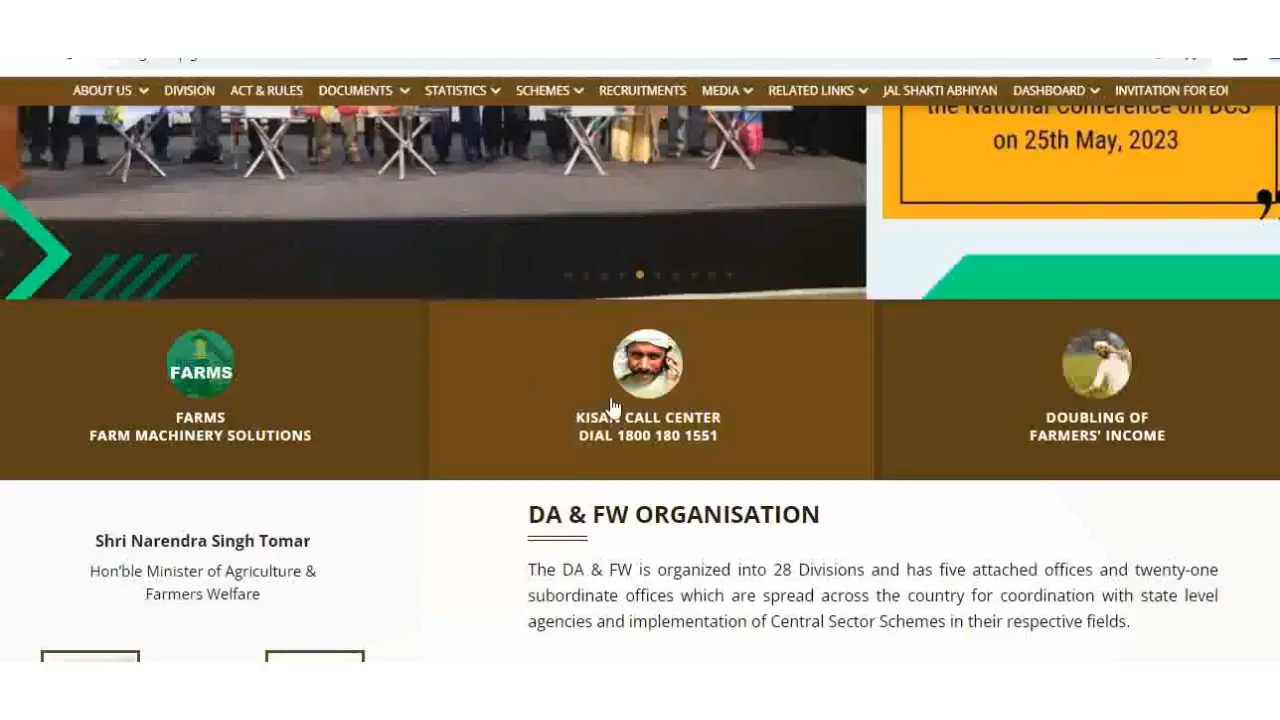 ABOUT US DIVISION ACT & RULES DOCUMENTS STATISTICS SCHEMES RECRUITMENTS MEDIA RELATED LINKS JAL SHAKTI ABHIYAN DASHBOARD INVITATION FOR EOI
the National Conference on DCS
on 25th May, 2023
FARMS
FARMS
FARM MACHINERY SOLUTIONS
KISAN CALL CENTER
DIAL 1800 180 1551
DOUBLING OF
FARMERS' INCOME
Shri Narendra Singh Tomar
Hon'ble Minister of Agriculture &
Farmers Welfare
DA & FW ORGANISATION
The DA & FW is organized into 28 Divisions and has five attached offices and twenty-one
subordinate offices which are spread across the country for coordination with state level
agencies and implementation of Central Sector Schemes in their respective fields.